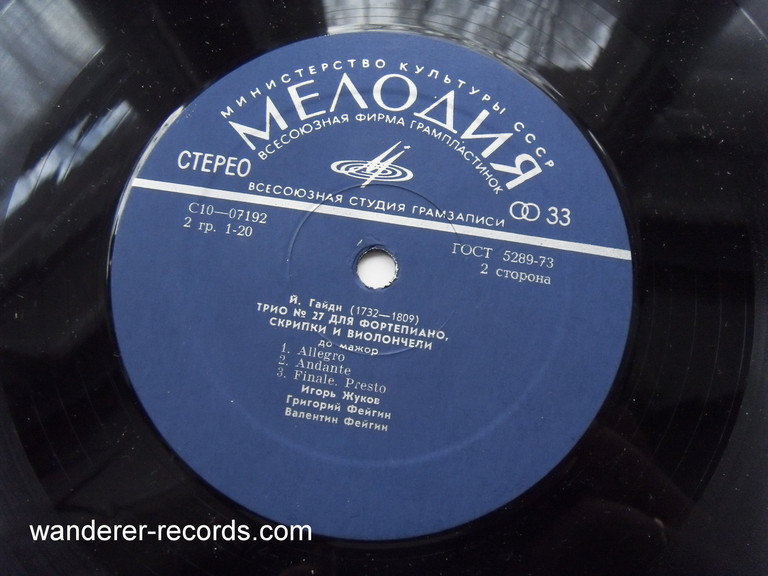 МИНИСТЕРСТВО КУЛЬТУРЫ СССР
МЕЛОДИЯ
ВСЕСОЮЗНАЯ ФИРМА ГРАМПЛАСТИНОК
СТЕРЕО
ВСЕСОЮЗНАЯ СТУДИЯ ГРАМЗАПИСИ
33
С10—07192
2 гр. 1-20
ГОСТ 5289-73
2 сторона
Й. Гайдн (1732—1809)
ТРИО № 27 ДЛЯ ФОРТЕПИАНО,
СКРИПКИ И ВИОЛОНЧЕЛИ
до мажор
1. Allegro
2. Andante
3. Finale. Presto
Игорь Жуков
Григорий Фейгин
Валентин Фейгин
wanderer-records.com